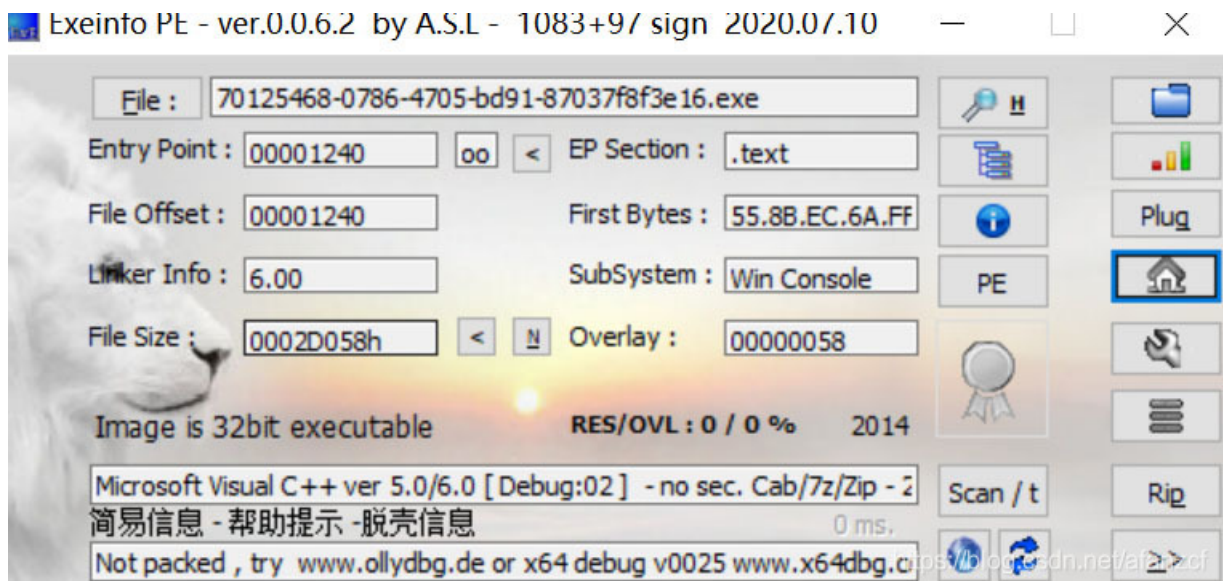 Exeinfo PE - ver.0.0.6.2 by A.S.L - 1083+97 sign 2020.07.10
File : 70125468-0786-4705-bd91-87037f8f3e16.exe H
Entry Point : 00001240 oo < EP Section : .text
File Offset : 00001240 First Bytes : 55.8B.EC.6A.FF Plug
Linker Info : 6.00 SubSystem : Win Console PE
File Size : 0002D058h < N Overlay : 00000058
Image is 32bit executable RES/OVL : 0 / 0 % 2014
Microsoft Visual C++ ver 5.0/6.0 [ Debug:02 ] - no sec. Cab/7z/Zip - 2 Scan / t Rip
简易信息 - 帮助提示 -脱壳信息 0 ms.
Not packed , try www.ollydbg.de or x64 debug v0025 www.x64dbg.c >>